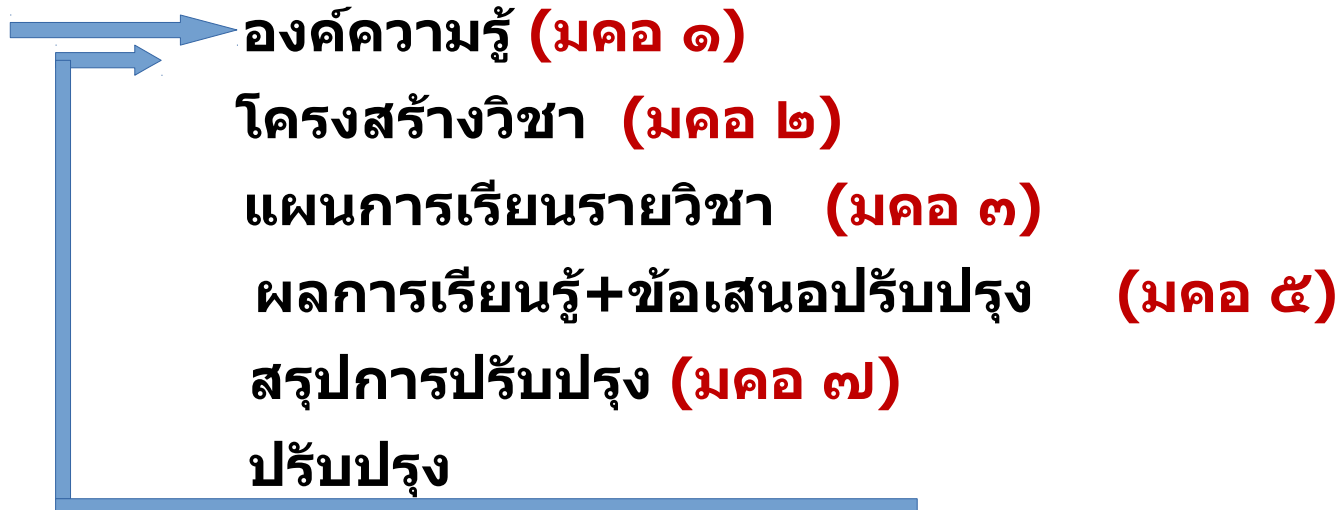 องค์ความรู้ (มคอ ๑)
โครงสร้างวิชา (มคอ ๒)
แผนการเรียนรายวิชา (มคอ ๓)
ผลการเรียนรู้+ข้อเสนอปรับปรุง (มคอ ๕)
สรุปการปรับปรุง (มคอ ๗)
ปรับปรุง